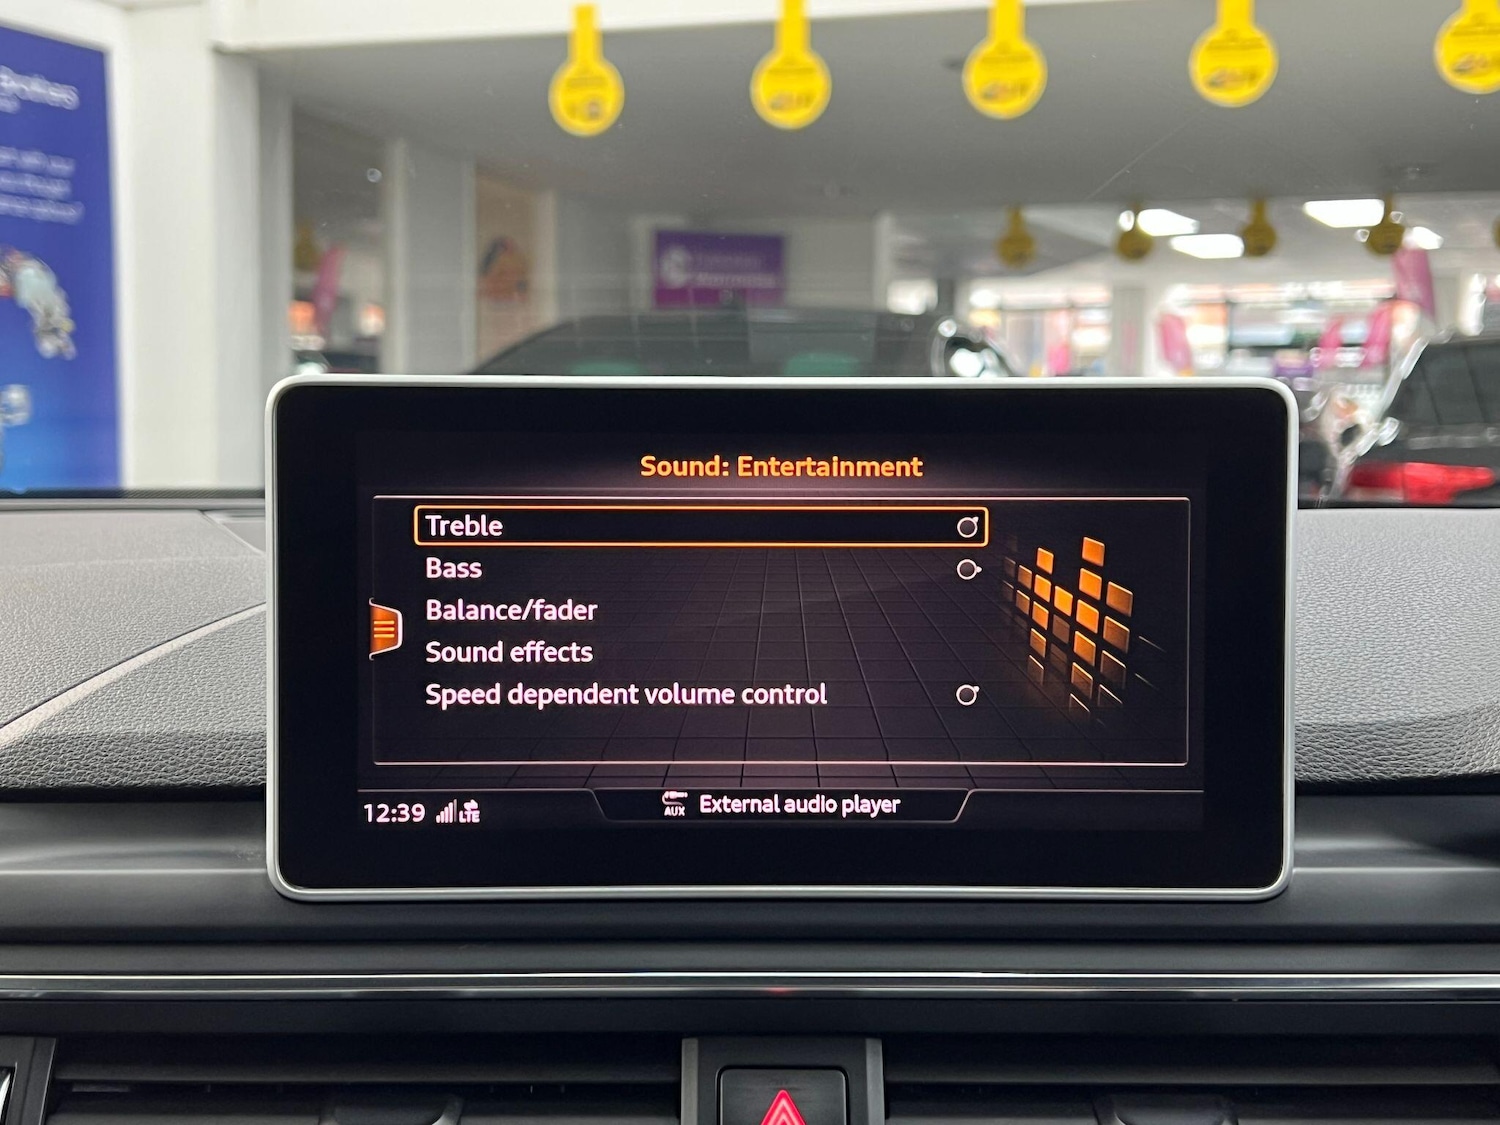 Sound: Entertainment
Treble
Bass
Balance/fader
Sound effects
Speed dependent volume control
12:39 LTE
AUX External audio player